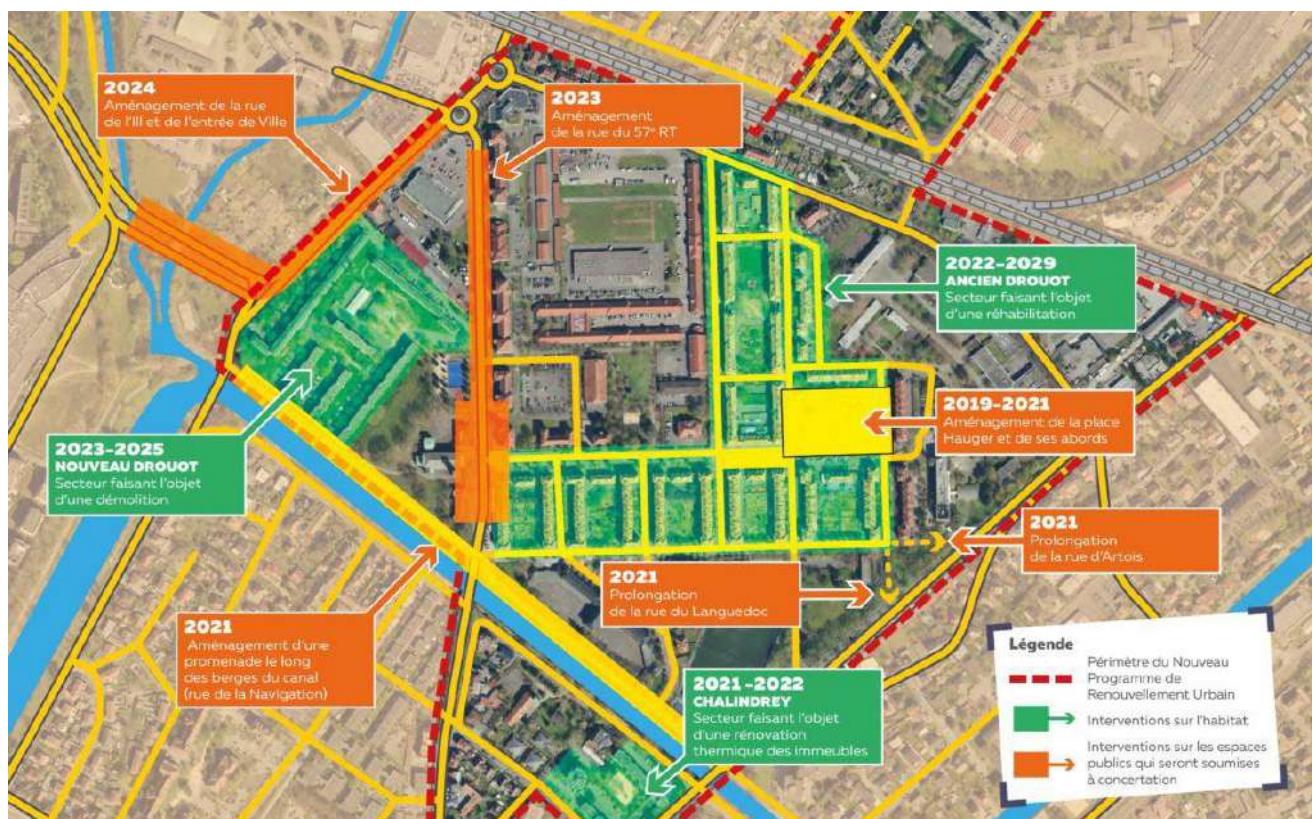 2024
Aménagement de la rue
de l'Ill et de l'entrée de Ville
2023
Aménagement
de la rue du 57e RT
2022-2029
ANCIEN DROUOT
Secteur faisant l'objet
d'une réhabilitation
2019-2021
Aménagement de la place
Hauger et de ses abords
2023-2025
NOUVEAU DROUOT
Secteur faisant l'objet
d'une démolition
2021
Prolongation
de la rue d'Artois
2021
Prolongation
de la rue du Languedoc
2021
Aménagement d'une
promenade le long
des berges du canal
(rue de la Navigation)
2021-2022
CHALINDREY
Secteur faisant l'objet
d'une rénovation
thermique des immeubles
Légende
Périmètre du Nouveau
Programme de
Renouvellement Urbain
Interventions sur l'habitat
Interventions sur les espaces
publics qui seront soumises
à concertation